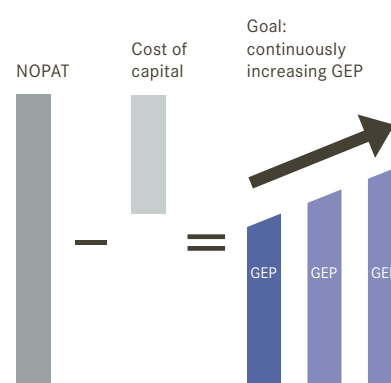 NOPAT
Cost of
capital
Goal:
continuously
increasing GEP
GEP
GEP